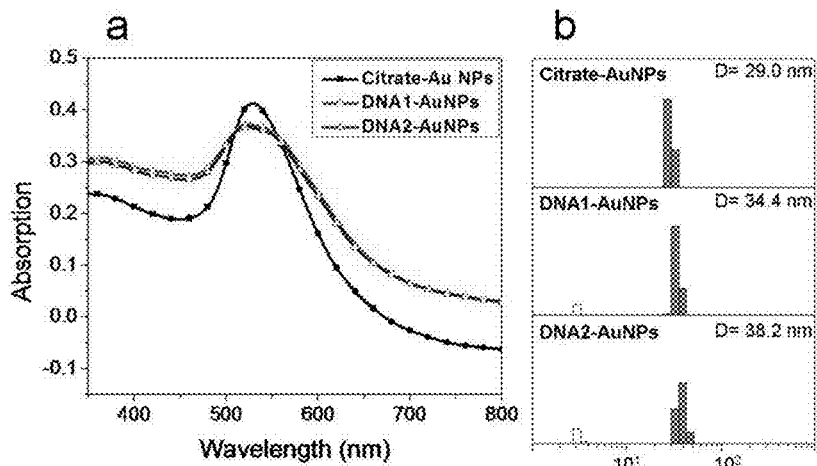 a
b
0.5
0.4
0.3
0.2
0.1
0.0
-0.1
Absorption
400
500
600
700
800
Wavelength (nm)
Citrate-Au NPs
DNA1-AuNPs
DNA2-AuNPs
Citrate-AuNPs
D= 29.0 nm
DNA1-AuNPs
D= 34.4 nm
DNA2-AuNPs
D= 38.2 nm